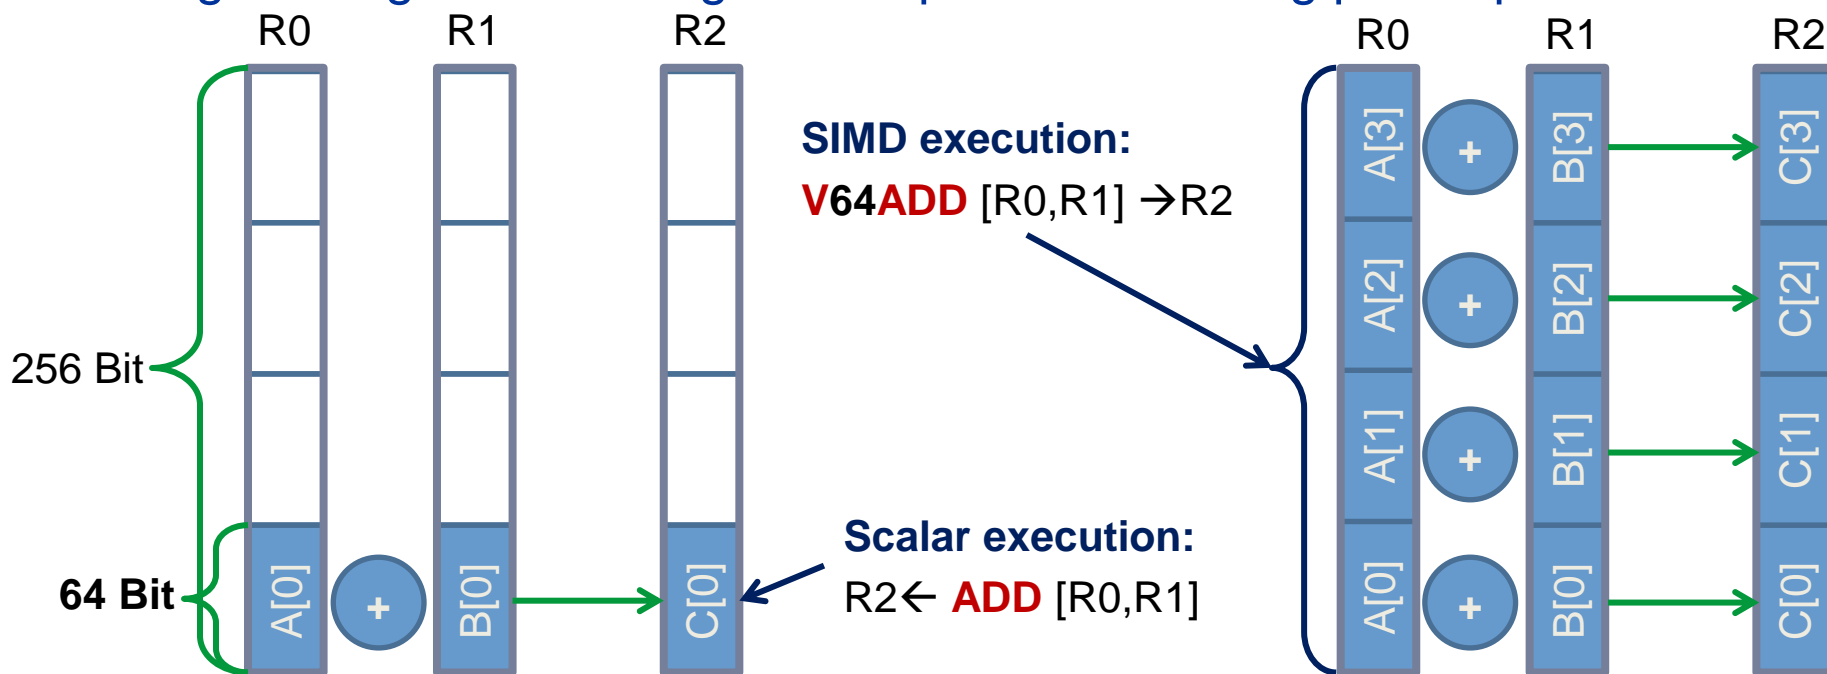 R0 R1 R2
256 Bit
64 Bit
A[0] + B[0] C[0]
SIMD execution:
V64ADD [R0,R1] →R2
Scalar execution:
R2← ADD [R0,R1]
R0 R1 R2
A[3] + B[3] C[3]
A[2] + B[2] C[2]
A[1] + B[1] C[1]
A[0] + B[0] C[0]